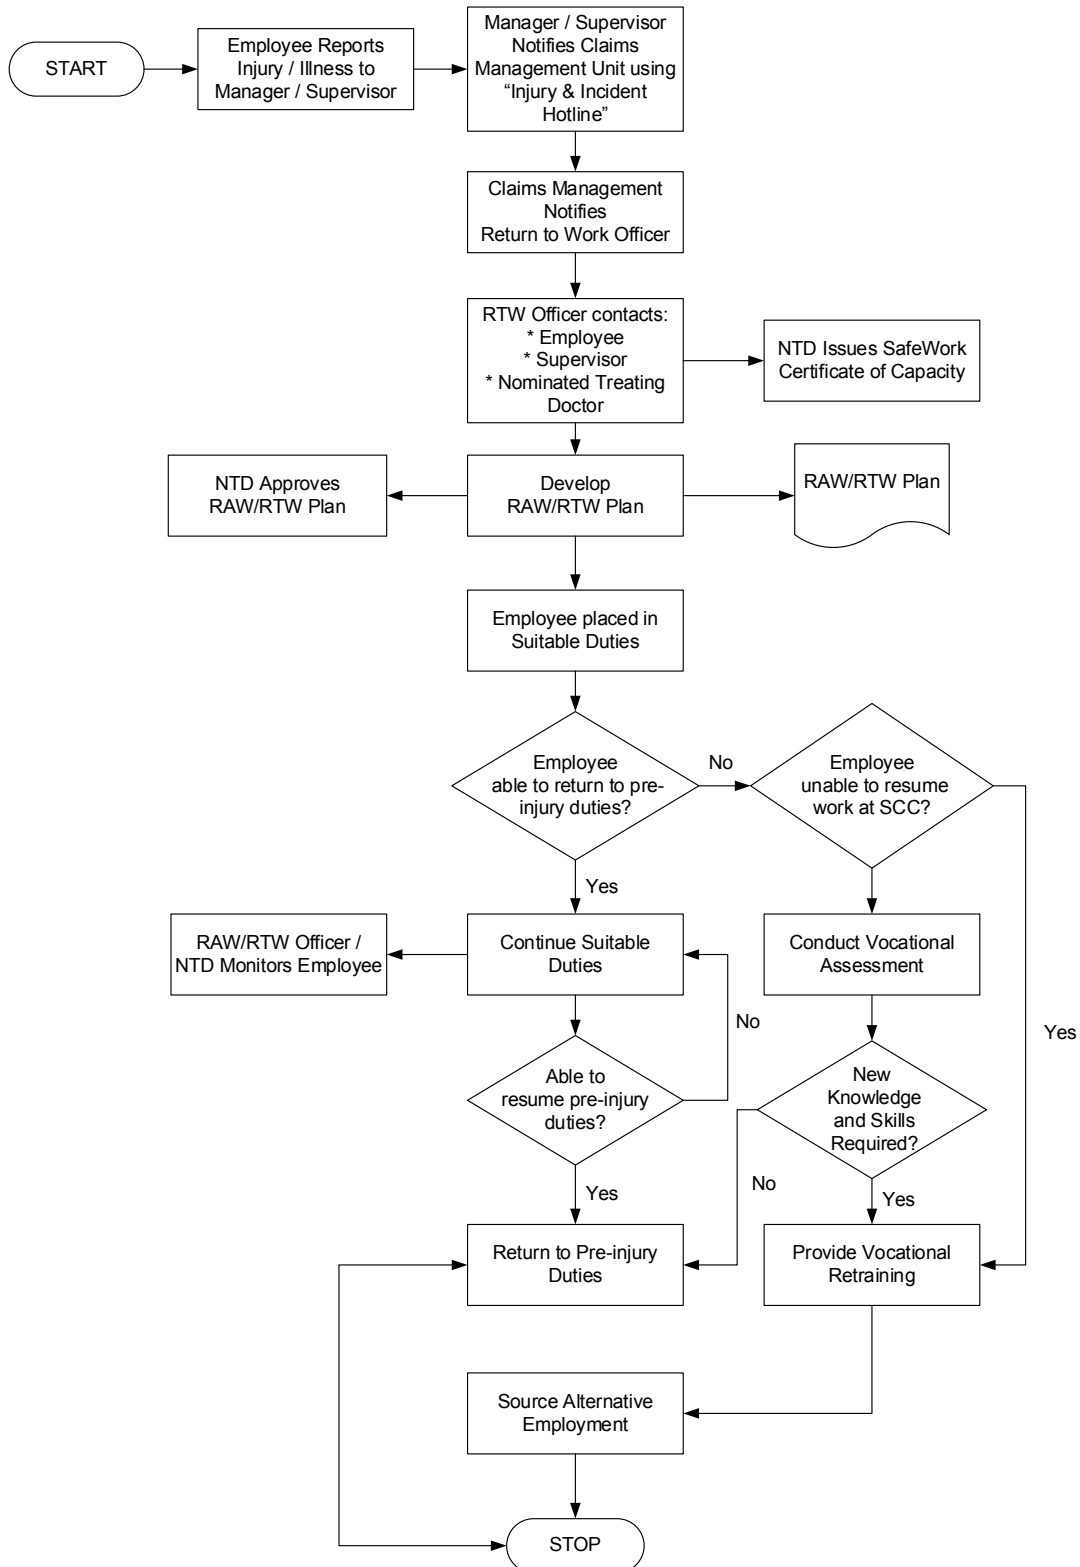 START
Employee Reports
Injury / Illness to
Manager / Supervisor
Manager / Supervisor
Notifies Claims
Management Unit using
“Injury & Incident
Hotline”
Claims Management
Notifies
Return to Work Officer
RTW Officer contacts:
* Employee
* Supervisor
* Nominated Treating
Doctor
NTD Issues SafeWork
Certificate of Capacity
NTD Approves
RAW/RTW Plan
Develop
RAW/RTW Plan
RAW/RTW Plan
Employee placed in
Suitable Duties
Employee
able to return to pre-
injury duties?
No
Employee
unable to resume
work at SCC?
Yes
RAW/RTW Officer /
NTD Monitors Employee
Continue Suitable
Duties
Conduct Vocational
Assessment
No
Yes
Able to
resume pre-injury
duties?
New
Knowledge
and Skills
Required?
No
Yes
Yes
Return to Pre-injury
Duties
Provide Vocational
Retraining
Source Alternative
Employment
STOP